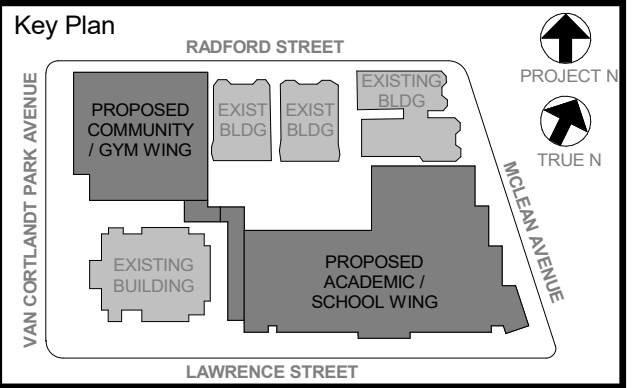 Key Plan
RADFORD STREET
PROJECT N
TRUE N
VAN CORTLANDT PARK AVENUE
PROPOSED
COMMUNITY
/ GYM WING
EXIST
BLDG
EXIST
BLDG
EXISTING
BLDG
MCLEAN AVENUE
EXISTING
BUILDING
PROPOSED
ACADEMIC /
SCHOOL WING
LAWRENCE STREET